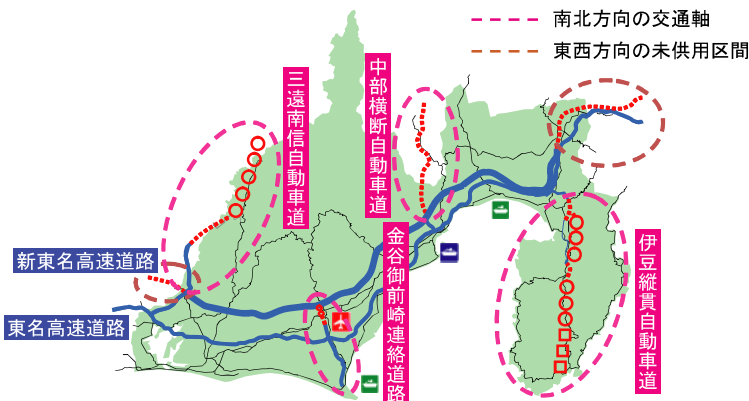 南北方向の交通軸
東西方向の未供用区間
三遠南信自動車道
中部横断自動車道
金谷御前崎連絡道路
伊豆縦貫自動車道
新東名高速道路
東名高速道路